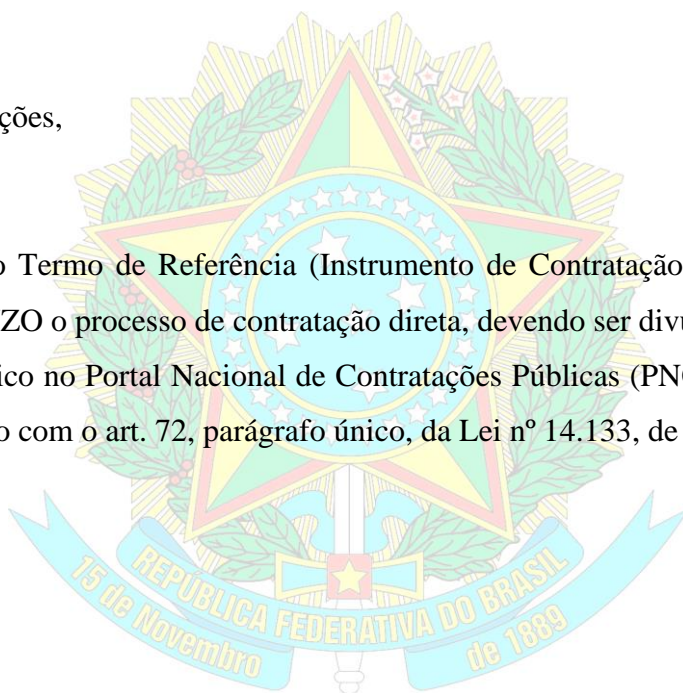 ções,
o Termo de Referência (Instrumento de Contratação
ZO o processo de contratação direta, devendo ser divu
ico no Portal Nacional de Contratações Públicas (PN
o com o art. 72, parágrafo único, da Lei nº 14.133, de
REPÚBLICA FEDERATIVA DO BRASIL
15 de Novembro de 1889